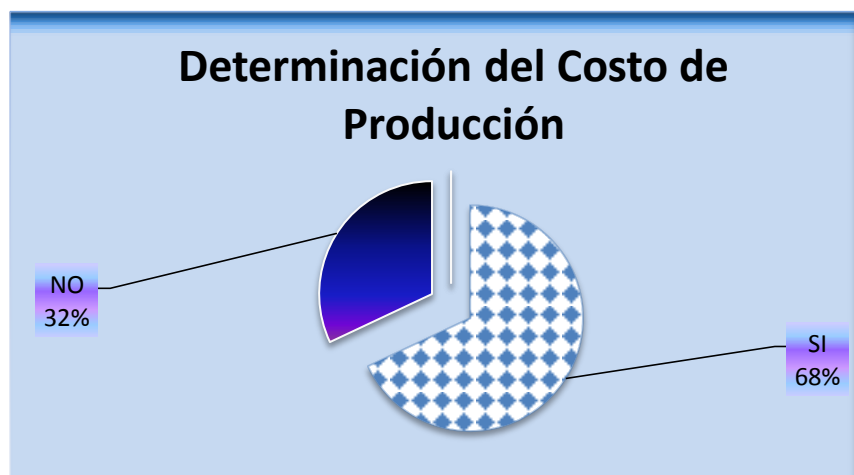 Determinación del Costo de
Producción
NO
32%
SI
68%